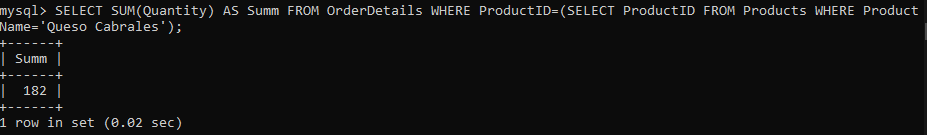 mysql> SELECT SUM(Quantity) AS Summ FROM OrderDetails WHERE ProductID=(SELECT ProductID FROM Products WHERE Product
Name='Queso Cabrales');
+------+
| Summ |
+------+
|  182 |
+------+
1 row in set (0.02 sec)